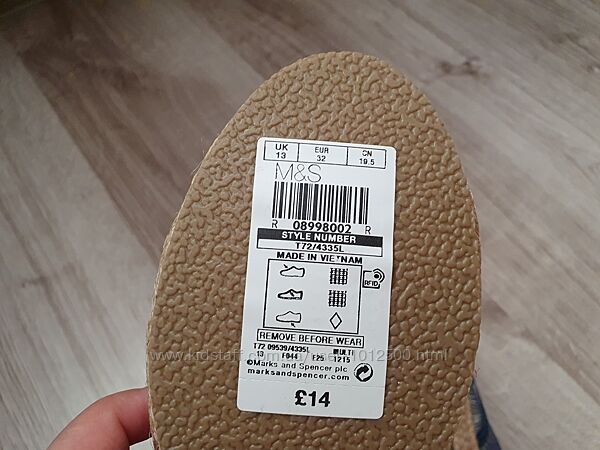 UK EUR CN
13 32 19.5
M&S
R 08998002 R
STYLE NUMBER
T72/4335L
MADE IN VIETNAM
RFID
REMOVE BEFORE WEAR
T72 09539/4335L MULTI
13 F044 F25 1215
©Marks and Spencer plc
marksandspencer.com
£14